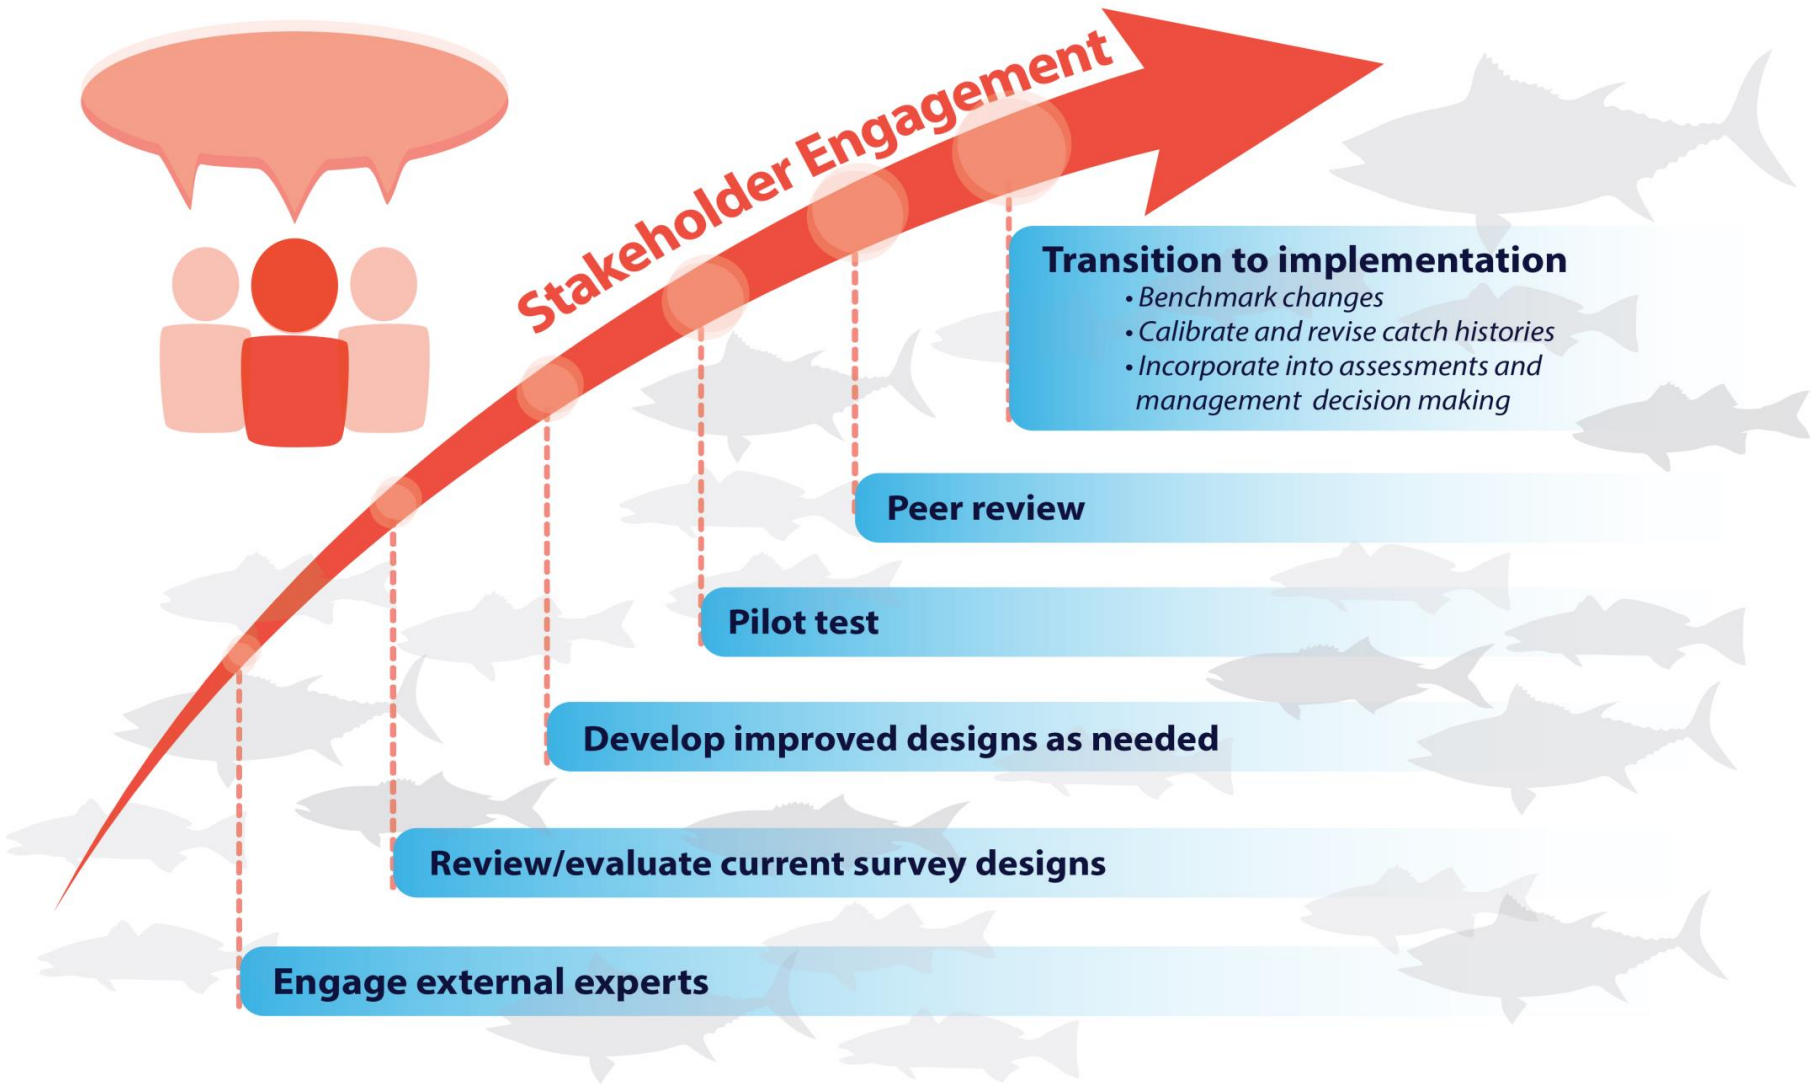 Stakeholder Engagement
Transition to implementation
• Benchmark changes
• Calibrate and revise catch histories
• Incorporate into assessments and
management decision making
Peer review
Pilot test
Develop improved designs as needed
Review/evaluate current survey designs
Engage external experts